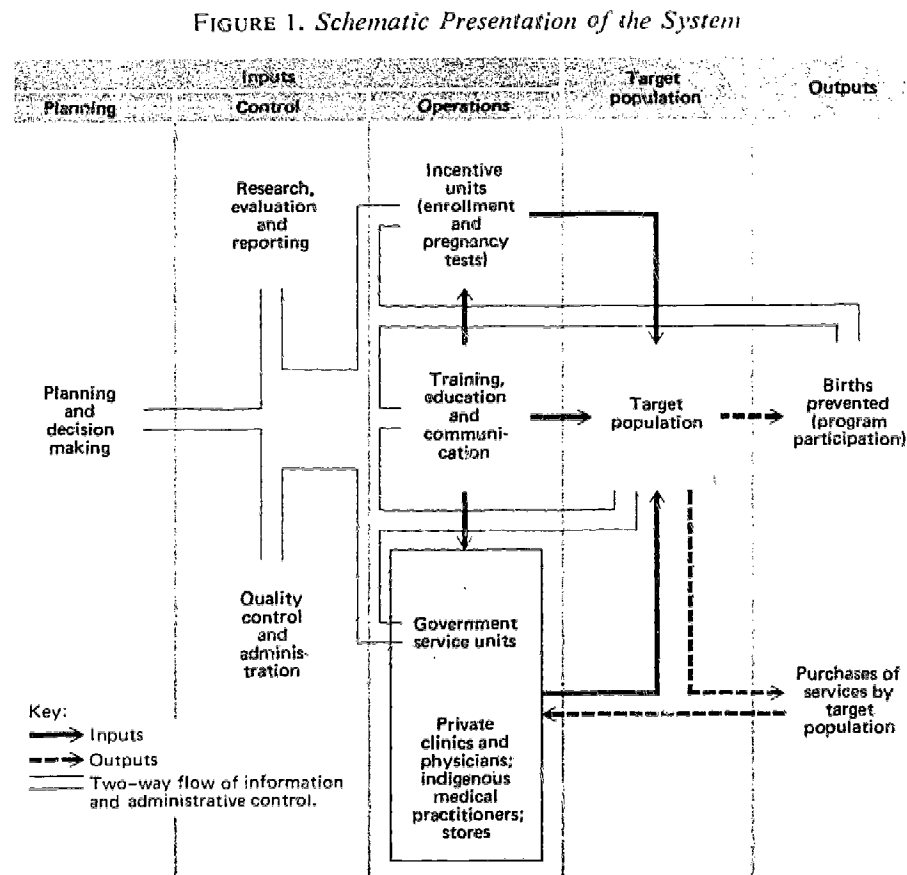 FIGURE 1. Schematic Presentation of the System
Inputs
Target
population
Outputs
Planning
Control
Operations
Research,
evaluation
and
reporting
Incentive
units
(enrollment
and
pregnancy
tests)
Planning
and
decision
making
Training,
education
and
communi-
cation
Target
population
Births
prevented
(program
participation)
Quality
control
and
adminis-
tration
Government
service units
Private
clinics and
physicians;
indigenous
medical
practitioners;
stores
Purchases of
services by
target
population
Key:
Inputs
Outputs
Two-way flow of information
and administrative control.